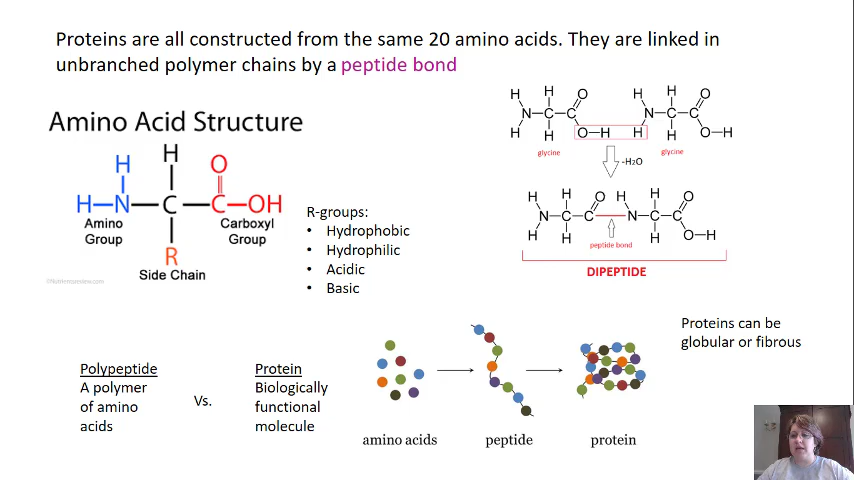 Proteins are all constructed from the same 20 amino acids. They are linked in
unbranched polymer chains by a peptide bond
Amino Acid Structure
H
H
O
H–N–C–C–OH
Amino
Group
Carboxyl
Group
R
Side Chain
R-groups:
• Hydrophobic
• Hydrophilic
• Acidic
• Basic
H H O H H O
N–C–C N–C–C
H H O–H H H O–H
glycine
glycine
-H2O
H H O H H O
N–C–C–N–C–C
H H H O–H
peptide bond
DIPEPTIDE
Proteins can be
globular or fibrous
Polypeptide
A polymer
of amino
acids
Vs.
Protein
Biologically
functional
molecule
amino acids
peptide
protein